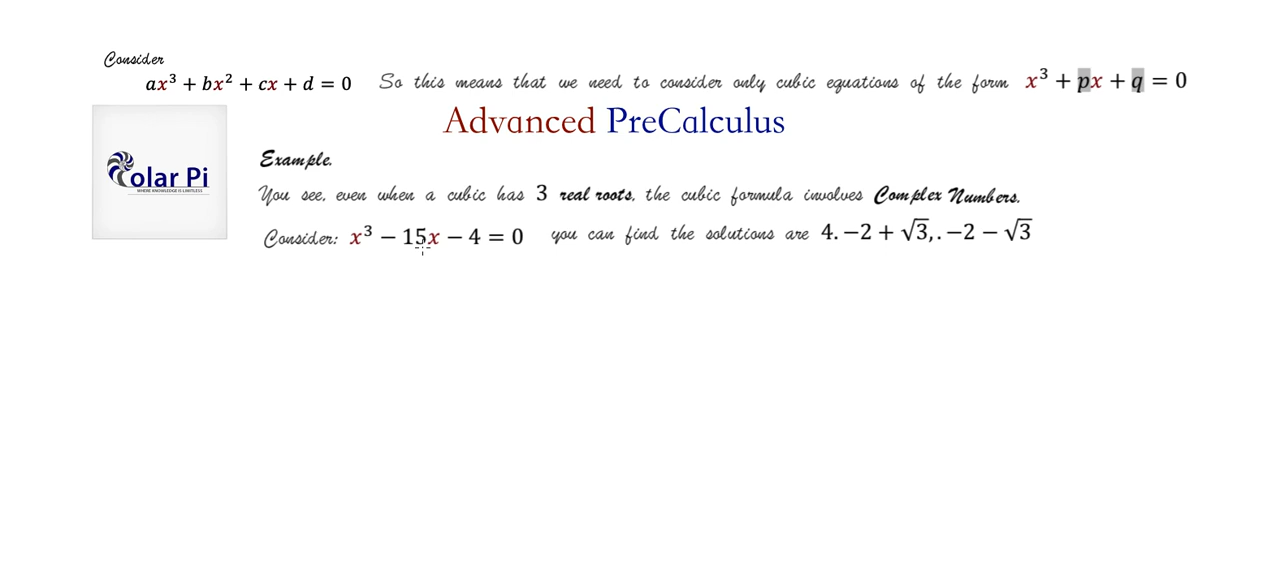 Consider
ax³ + bx² + cx + d = 0 So this means that we need to consider only cubic equations of the form x³ + px + q = 0
Advanced PreCalculus
olar Pi
WHERE KNOWLEDGE IS LIMITLESS
Example.
You see, even when a cubic has 3 real roots, the cubic formula involves Complex Numbers.
Consider: x³ − 15x − 4 = 0 you can find the solutions are 4. −2 + √3,. −2 − √3